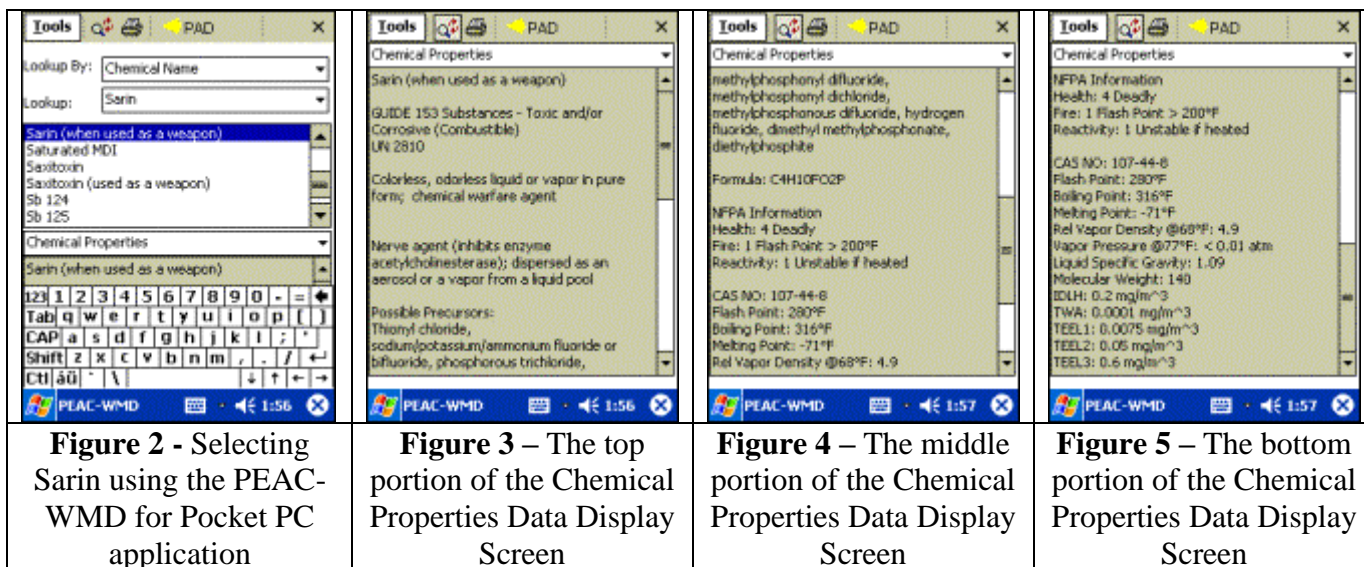 Tools PAD ×
Lookup By: Chemical Name
Lookup: Sarin
Sarin (when used as a weapon)
Saturated MDI
Saxitoxin
Saxitoxin (used as a weapon)
Sb 124
Sb 125
Chemical Properties
Sarin (when used as a weapon)
123 1 2 3 4 5 6 7 8 9 0 - =
Tab q w e r t y u i o p [ ]
CAP a s d f g h j k l ; '
Shift z x c v b n m , . / ↵
Ctl áü ` \ ↓ ↑ ← →
PEAC-WMD 1:56
Figure 2 - Selecting
Sarin using the PEAC-
WMD for Pocket PC
application
Tools PAD ×
Chemical Properties
Sarin (when used as a weapon)
GUIDE 153 Substances - Toxic and/or
Corrosive (Combustible)
UN 2810
Colorless, odorless liquid or vapor in pure
form; chemical warfare agent
Nerve agent (inhibits enzyme
acetylcholinesterase); dispersed as an
aerosol or a vapor from a liquid pool
Possible Precursors:
Thionyl chloride,
sodium/potassium/ammonium fluoride or
bifluoride, phosphorous trichloride,
PEAC-WMD 1:56
Figure 3 – The top
portion of the Chemical
Properties Data Display
Screen
Tools PAD ×
Chemical Properties
methylphosphonyl difluoride,
methylphosphonyl dichloride,
methylphosphonous difluoride, hydrogen
fluoride, dimethyl methylphosphonate,
diethylphosphite
Formula: C4H10FO2P
NFPA Information
Health: 4 Deadly
Fire: 1 Flash Point > 200°F
Reactivity: 1 Unstable if heated
CAS NO: 107-44-8
Flash Point: 280°F
Boiling Point: 316°F
Melting Point: -71°F
Rel Vapor Density @68°F: 4.9
PEAC-WMD 1:57
Figure 4 – The middle
portion of the Chemical
Properties Data Display
Screen
Tools PAD ×
Chemical Properties
NFPA Information
Health: 4 Deadly
Fire: 1 Flash Point > 200°F
Reactivity: 1 Unstable if heated
CAS NO: 107-44-8
Flash Point: 280°F
Boiling Point: 316°F
Melting Point: -71°F
Rel Vapor Density @68°F: 4.9
Vapor Pressure @77°F: < 0.01 atm
Liquid Specific Gravity: 1.09
Molecular Weight: 140
IDLH: 0.2 mg/m^3
TWA: 0.0001 mg/m^3
TEEL1: 0.0075 mg/m^3
TEEL2: 0.05 mg/m^3
TEEL3: 0.6 mg/m^3
PEAC-WMD 1:57
Figure 5 – The bottom
portion of the Chemical
Properties Data Display
Screen